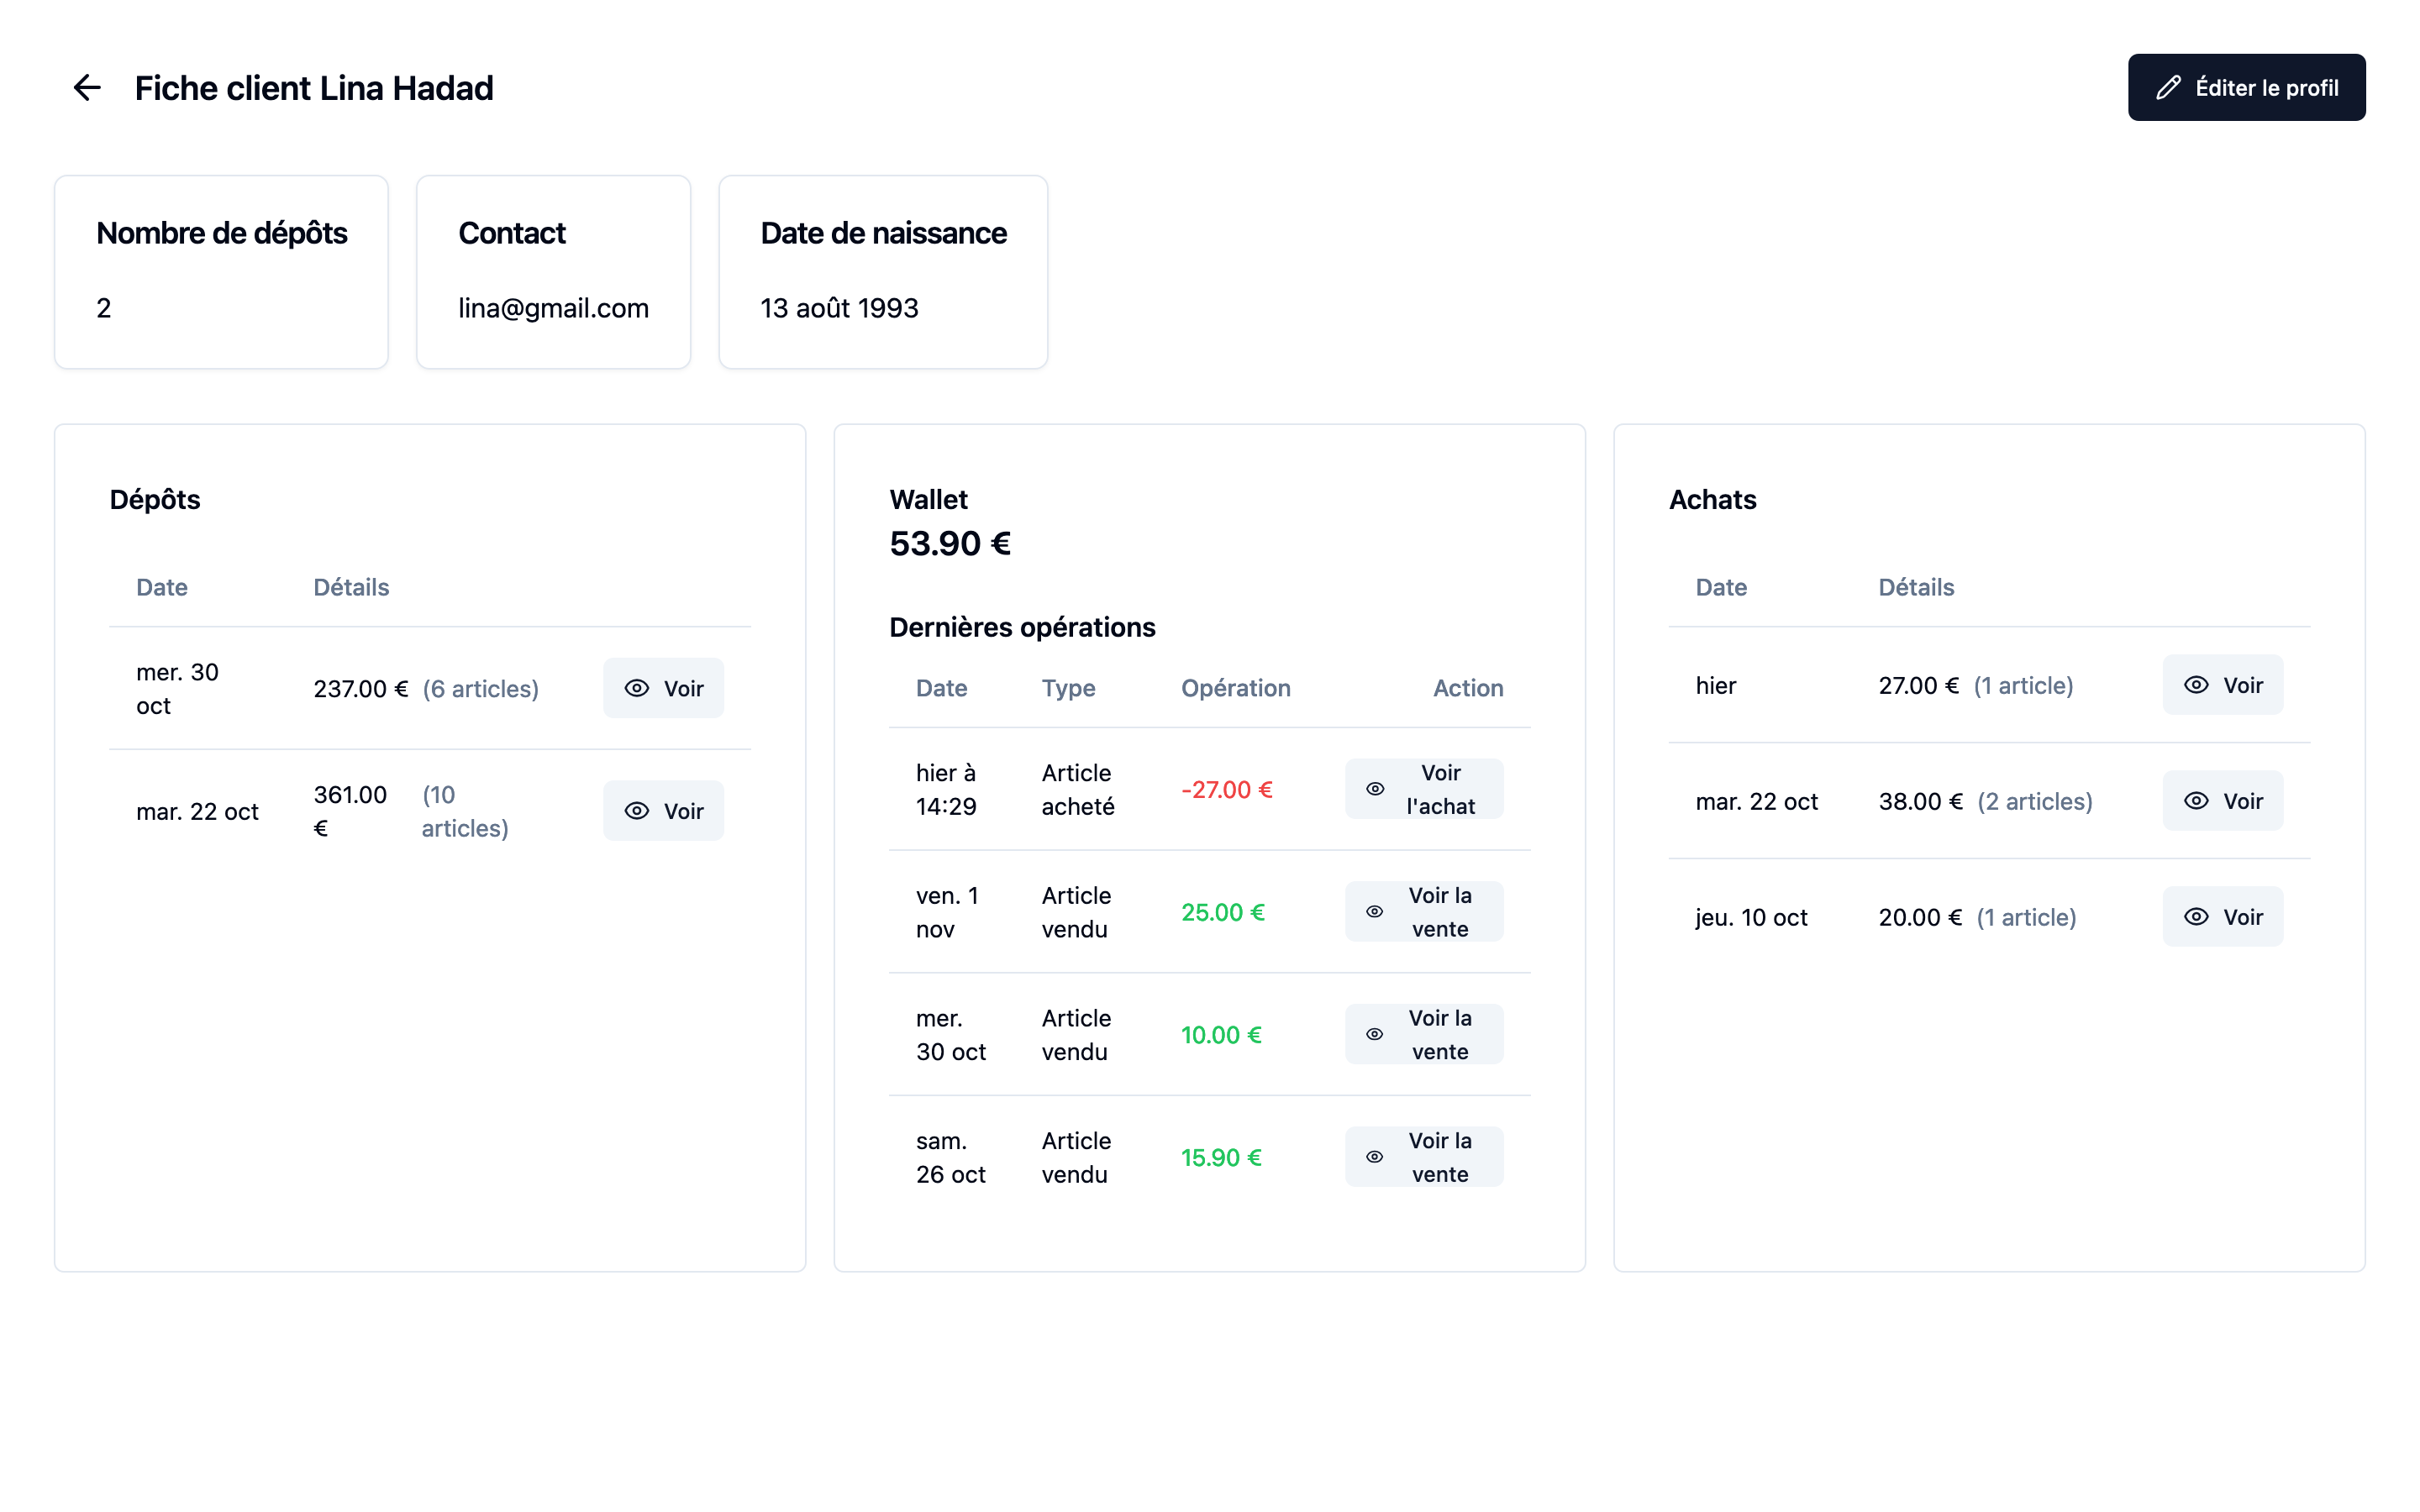 Fiche client Lina Hadad
Éditer le profil
Nombre de dépôts
2
Contact
lina@gmail.com
Date de naissance
13 août 1993
Dépôts
Date Détails
mer. 30
oct
237.00 € (6 articles)
Voir
mar. 22 oct
361.00
€
(10
articles)
Voir
Wallet
53.90 €
Dernières opérations
Date Type Opération Action
hier à
14:29
Article
acheté
-27.00 €
Voir
l'achat
ven. 1
nov
Article
vendu
25.00 €
Voir la
vente
mer.
30 oct
Article
vendu
10.00 €
Voir la
vente
sam.
26 oct
Article
vendu
15.90 €
Voir la
vente
Achats
Date Détails
hier 27.00 € (1 article) Voir
mar. 22 oct 38.00 € (2 articles) Voir
jeu. 10 oct 20.00 € (1 article) Voir